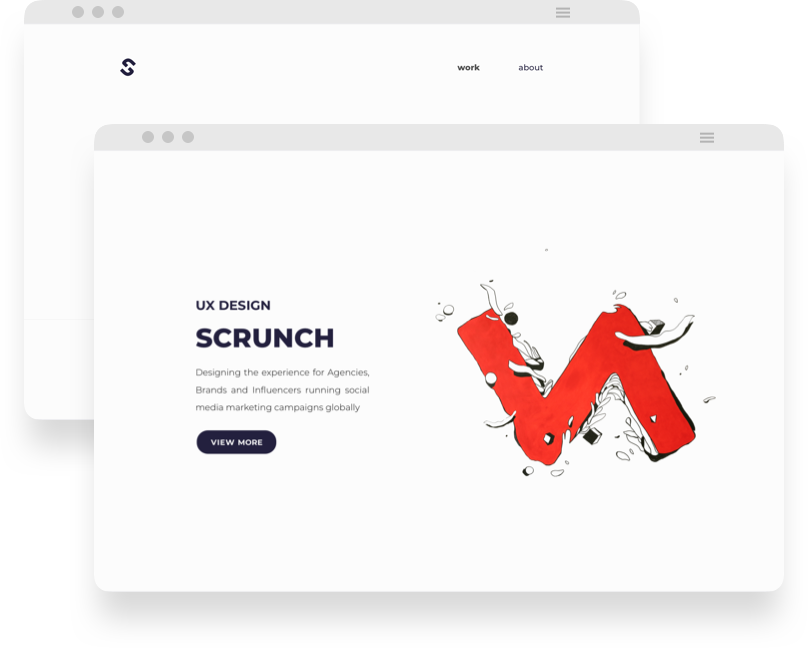 work about
UX DESIGN
SCRUNCH
Designing the experience for Agencies,
Brands and Influencers running social
media marketing campaigns globally
VIEW MORE